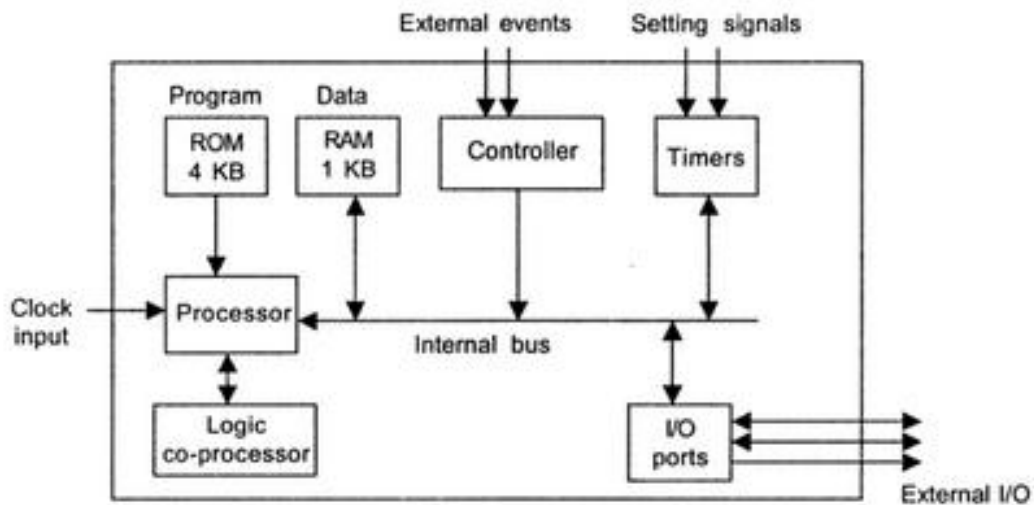 External events
Setting signals
Program
Data
ROM
4 KB
RAM
1 KB
Controller
Timers
Clock
input
Processor
Internal bus
Logic
co-processor
I/O
ports
External I/O